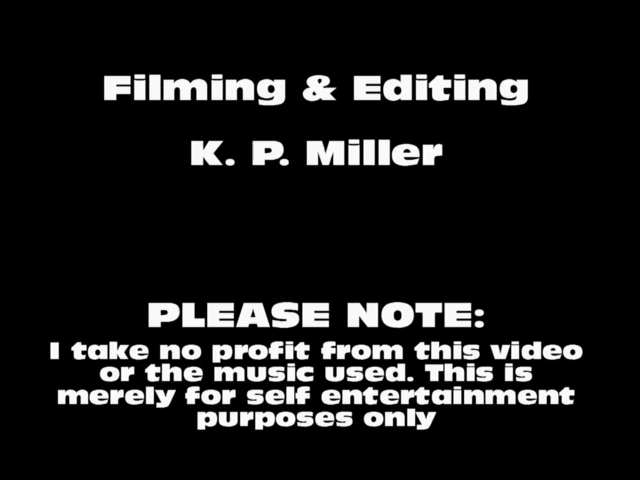 Filming & Editing
K. P. Miller
PLEASE NOTE:
I take no profit from this video
or the music used. This is
merely for self entertainment
purposes only